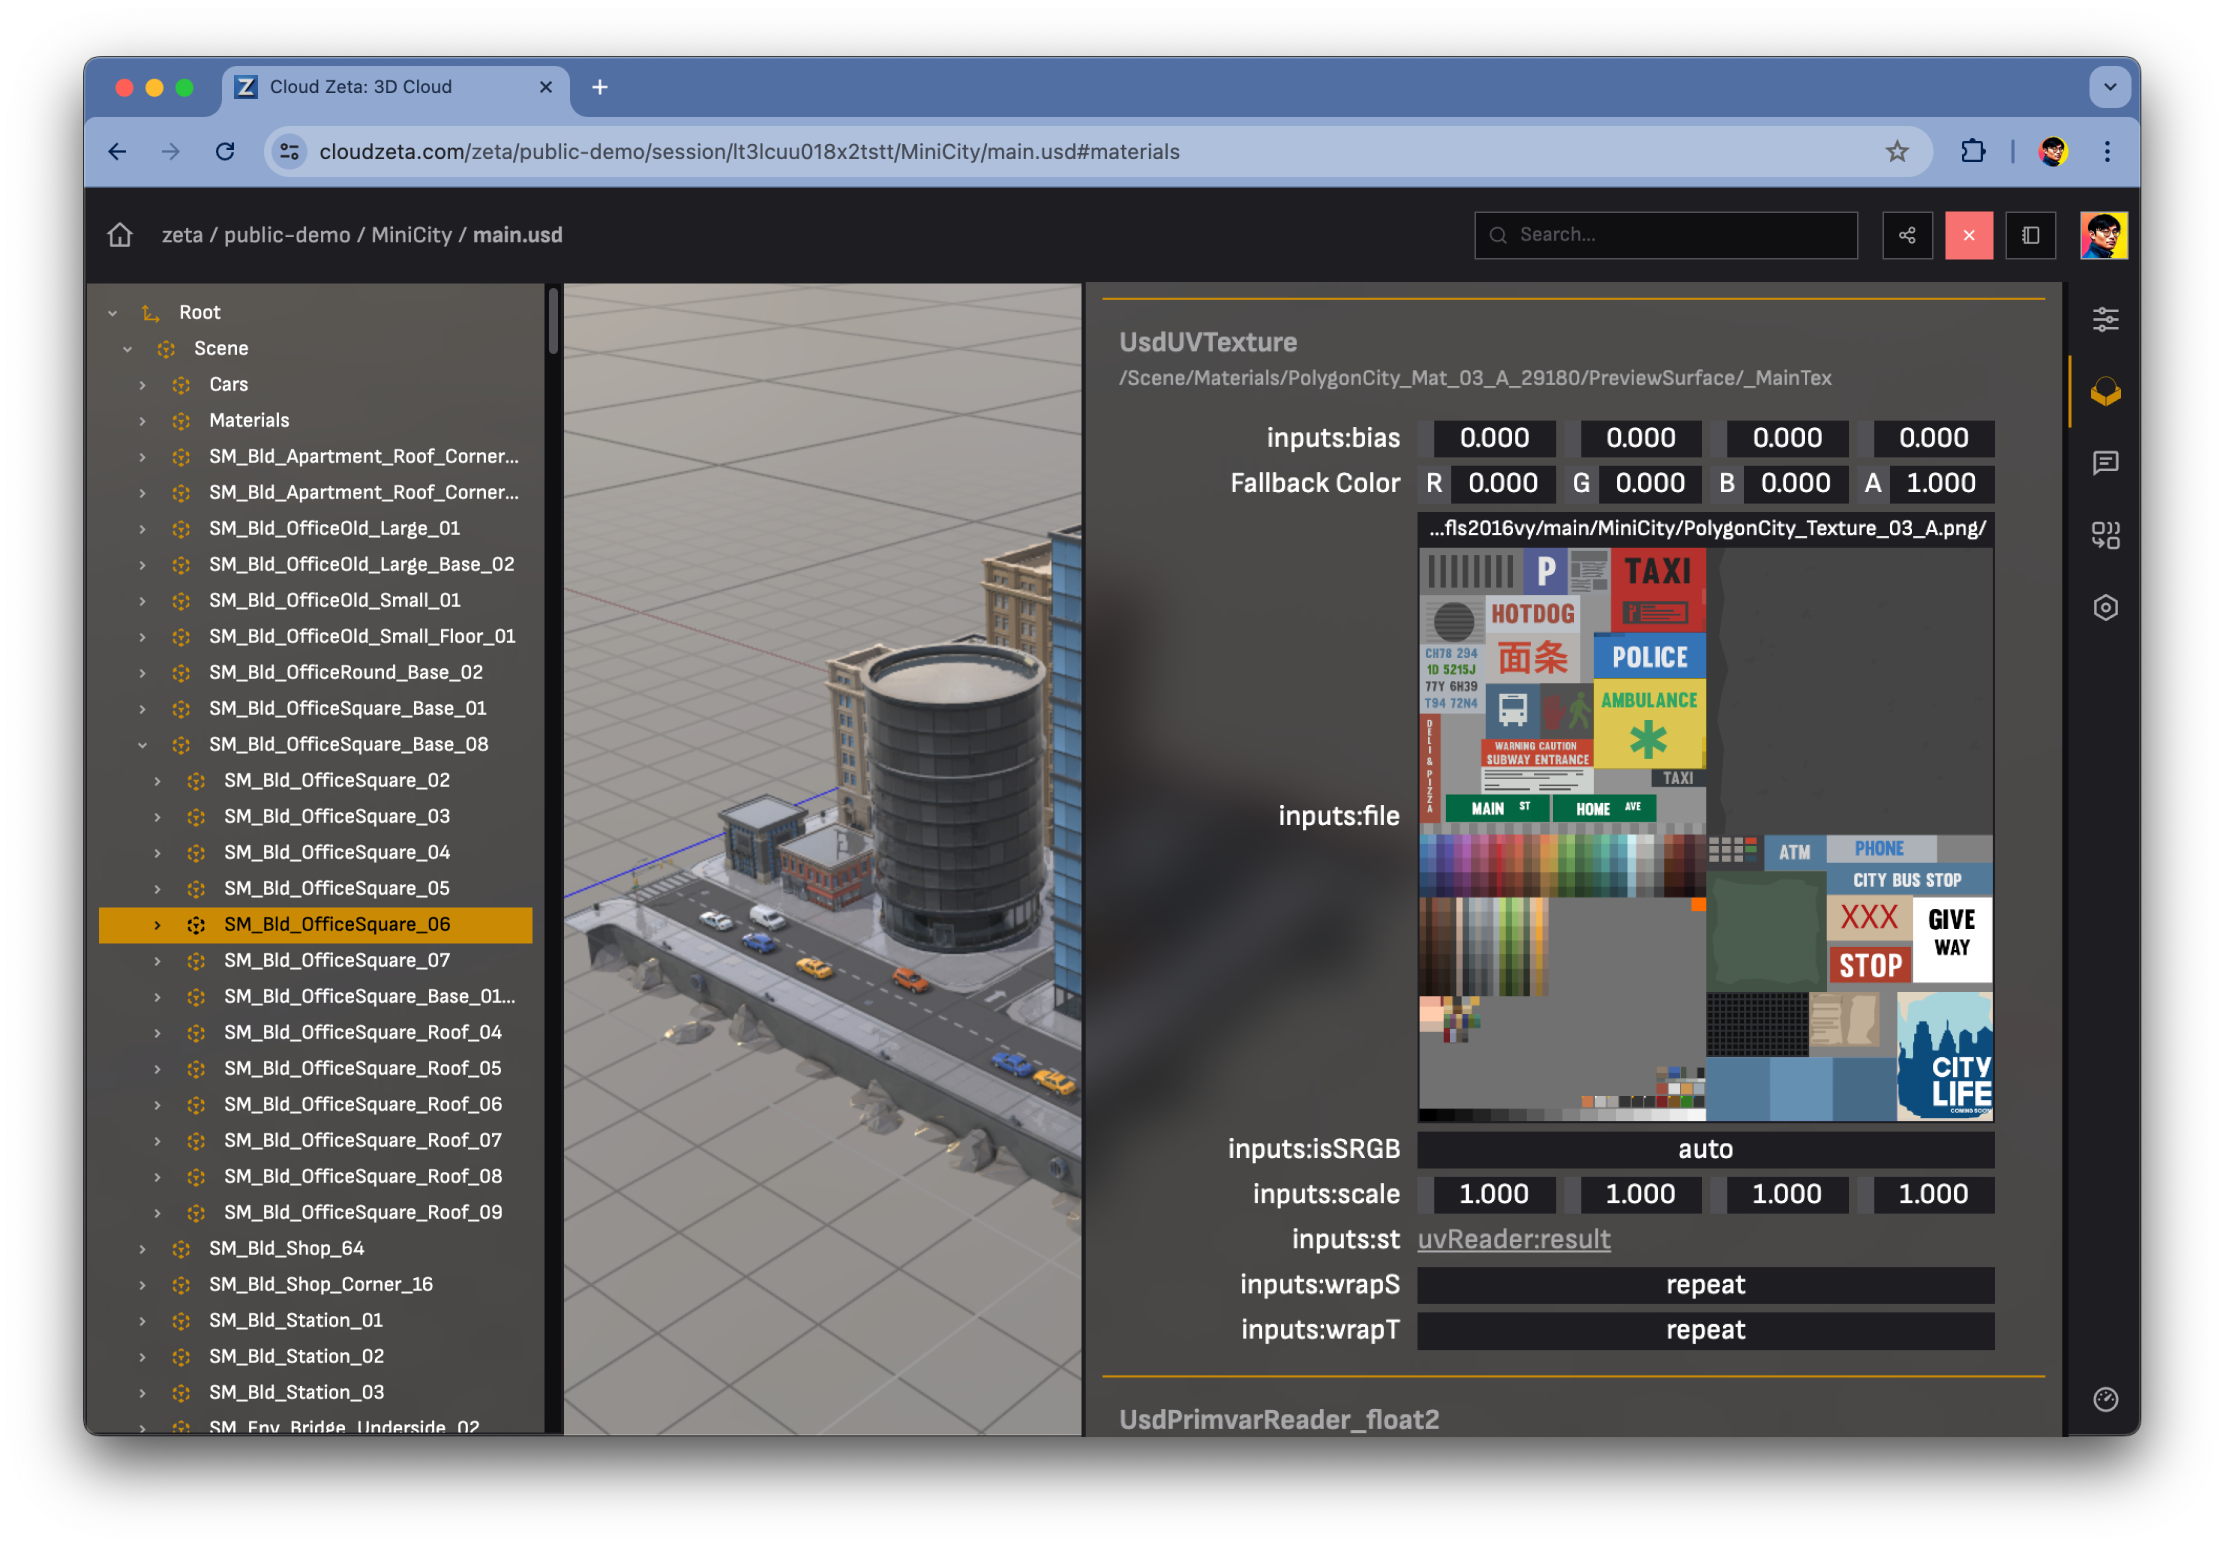 Cloud Zeta: 3D Cloud
cloudzeta.com/zeta/public-demo/session/lt3lcuu018x2tstt/MiniCity/main.usd#materials
zeta / public-demo / MiniCity / main.usd
Search...
Root
Scene
Cars
Materials
SM_Bld_Apartment_Roof_Corner...
SM_Bld_Apartment_Roof_Corner...
SM_Bld_OfficeOld_Large_01
SM_Bld_OfficeOld_Large_Base_02
SM_Bld_OfficeOld_Small_01
SM_Bld_OfficeOld_Small_Floor_01
SM_Bld_OfficeRound_Base_02
SM_Bld_OfficeSquare_Base_01
SM_Bld_OfficeSquare_Base_08
SM_Bld_OfficeSquare_02
SM_Bld_OfficeSquare_03
SM_Bld_OfficeSquare_04
SM_Bld_OfficeSquare_05
SM_Bld_OfficeSquare_06
SM_Bld_OfficeSquare_07
SM_Bld_OfficeSquare_Base_01...
SM_Bld_OfficeSquare_Roof_04
SM_Bld_OfficeSquare_Roof_05
SM_Bld_OfficeSquare_Roof_06
SM_Bld_OfficeSquare_Roof_07
SM_Bld_OfficeSquare_Roof_08
SM_Bld_OfficeSquare_Roof_09
SM_Bld_Shop_64
SM_Bld_Shop_Corner_16
SM_Bld_Station_01
SM_Bld_Station_02
SM_Bld_Station_03
SM_Env_Bridge_Underside_02
UsdUVTexture
/Scene/Materials/PolygonCity_Mat_03_A_29180/PreviewSurface/_MainTex
inputs:bias 0.000 0.000 0.000 0.000
Fallback Color R 0.000 G 0.000 B 0.000 A 1.000
inputs:file
...fls2016vy/main/MiniCity/PolygonCity_Texture_03_A.png/
P
TAXI
HOTDOG
面条
CH78 294
1D 5215J
77Y 6H39
T94 72N4
POLICE
AMBULANCE
DELI & PIZZA
WARNING CAUTION
SUBWAY ENTRANCE
TAXI
MAIN ST
HOME AVE
ATM
PHONE
CITY BUS STOP
XXX
GIVE
WAY
STOP
CITY
LIFE
COMING SOON
inputs:isSRGB auto
inputs:scale 1.000 1.000 1.000 1.000
inputs:st uvReader:result
inputs:wrapS repeat
inputs:wrapT repeat
UsdPrimvarReader_float2